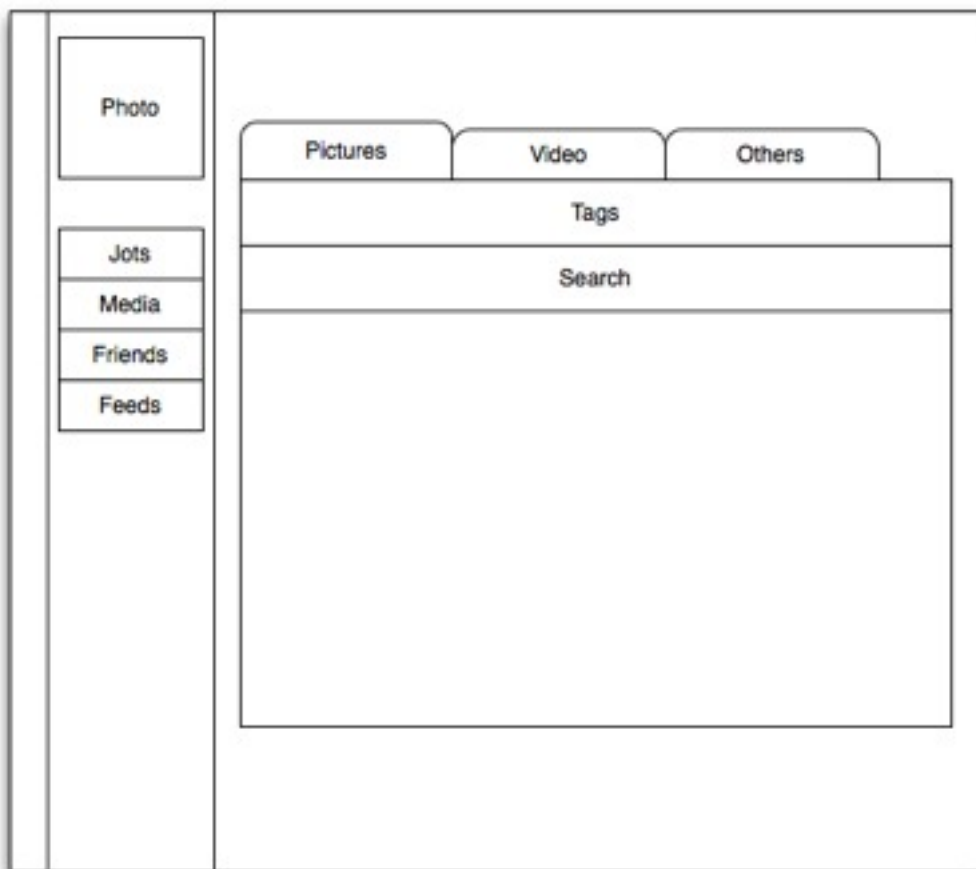 Photo
Jots
Media
Friends
Feeds
Pictures
Video
Others
Tags
Search